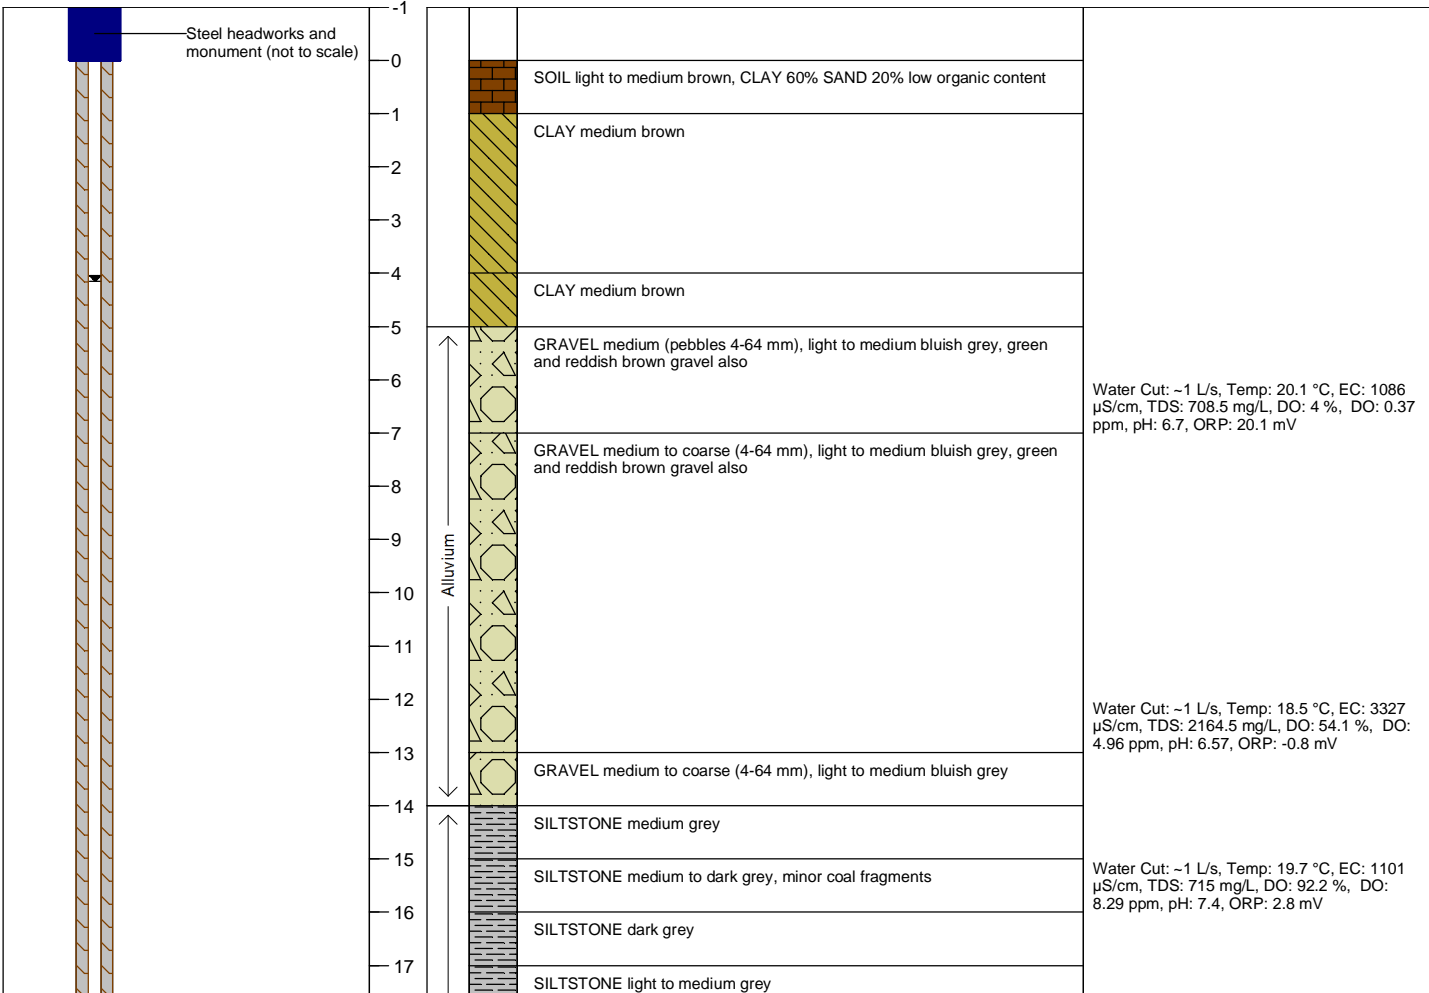 Steel headworks and
monument (not to scale)
-1
0
1
2
3
4
5
6
7
8
9
10
11
12
13
14
15
16
17
Alluvium
SOIL light to medium brown, CLAY 60% SAND 20% low organic content
CLAY medium brown
CLAY medium brown
GRAVEL medium (pebbles 4-64 mm), light to medium bluish grey, green
and reddish brown gravel also
GRAVEL medium to coarse (4-64 mm), light to medium bluish grey, green
and reddish brown gravel also
GRAVEL medium to coarse (4-64 mm), light to medium bluish grey
SILTSTONE medium grey
SILTSTONE medium to dark grey, minor coal fragments
SILTSTONE dark grey
SILTSTONE light to medium grey
Water Cut: ~1 L/s, Temp: 20.1 °C, EC: 1086
µS/cm, TDS: 708.5 mg/L, DO: 4 %, DO: 0.37
ppm, pH: 6.7, ORP: 20.1 mV
Water Cut: ~1 L/s, Temp: 18.5 °C, EC: 3327
µS/cm, TDS: 2164.5 mg/L, DO: 54.1 %, DO:
4.96 ppm, pH: 6.57, ORP: -0.8 mV
Water Cut: ~1 L/s, Temp: 19.7 °C, EC: 1101
µS/cm, TDS: 715 mg/L, DO: 92.2 %, DO:
8.29 ppm, pH: 7.4, ORP: 2.8 mV